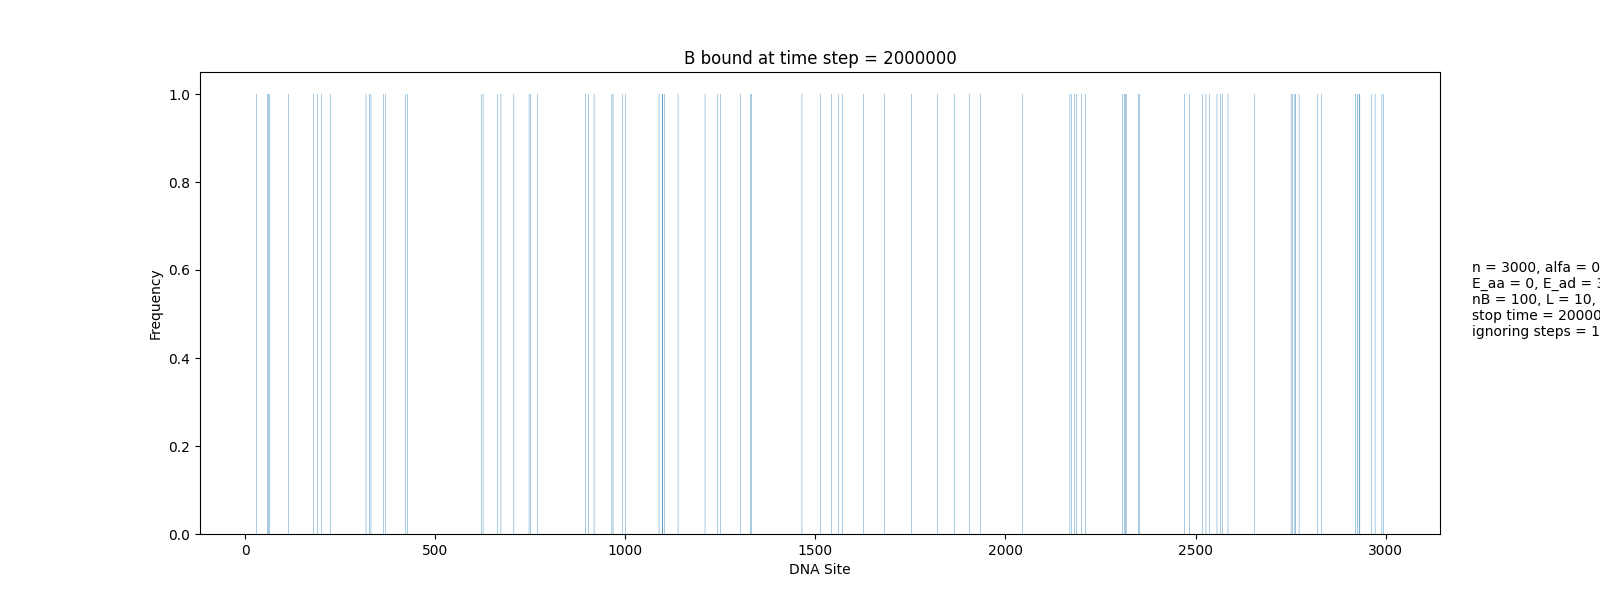 B bound at time step = 2000000
1.0
0.8
0.6
0.4
0.2
0.0
Frequency
0 500 1000 1500 2000 2500 3000
DNA Site
n = 3000, alfa = 0
E_aa = 0, E_ad = 3
nB = 100, L = 10,
stop time = 20000
ignoring steps = 1